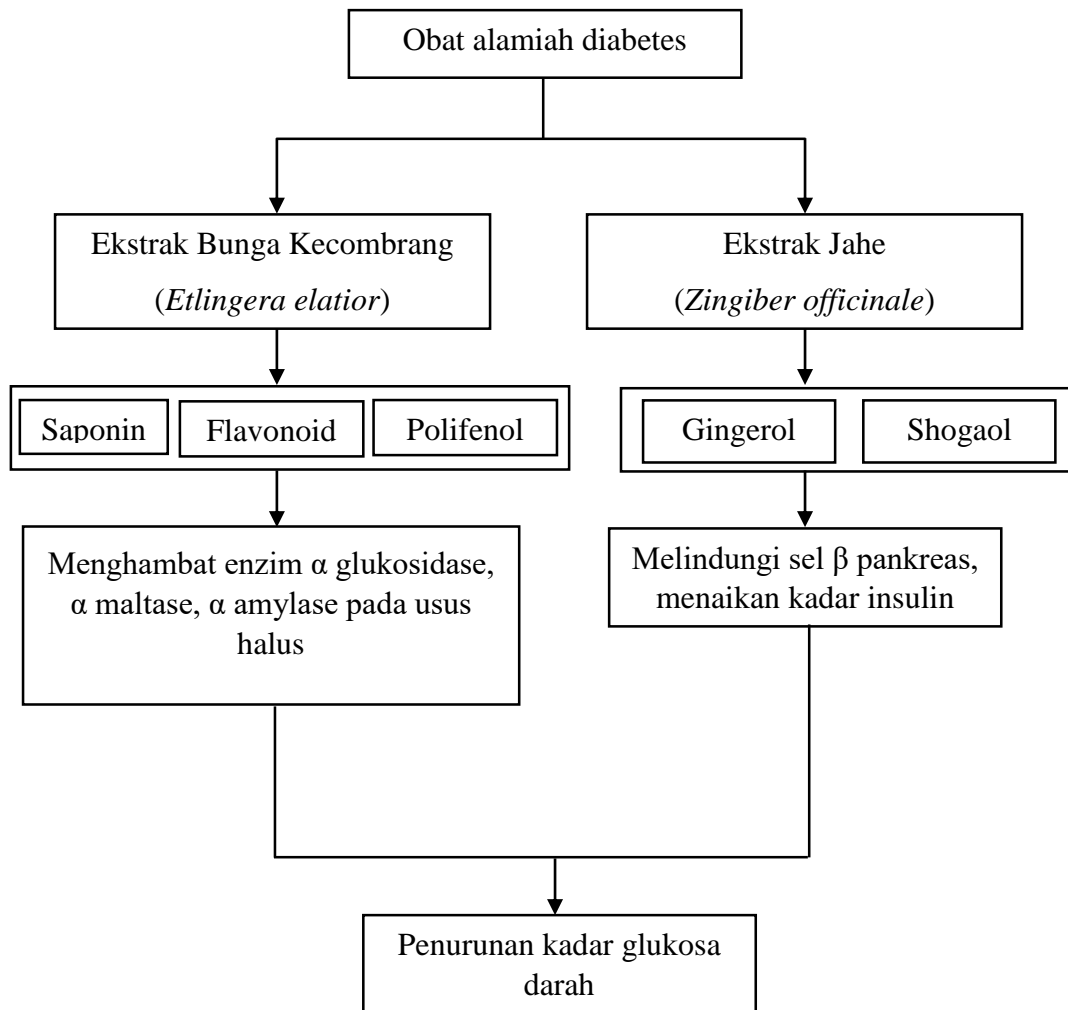 Obat alamiah diabetes
Ekstrak Bunga Kecombrang
(Etlingera elatior)
Ekstrak Jahe
(Zingiber officinale)
Saponin
Flavonoid
Polifenol
Gingerol
Shogaol
Menghambat enzim α glukosidase,
α maltase, α amylase pada usus
halus
Melindungi sel β pankreas,
menaikan kadar insulin
Penurunan kadar glukosa
darah